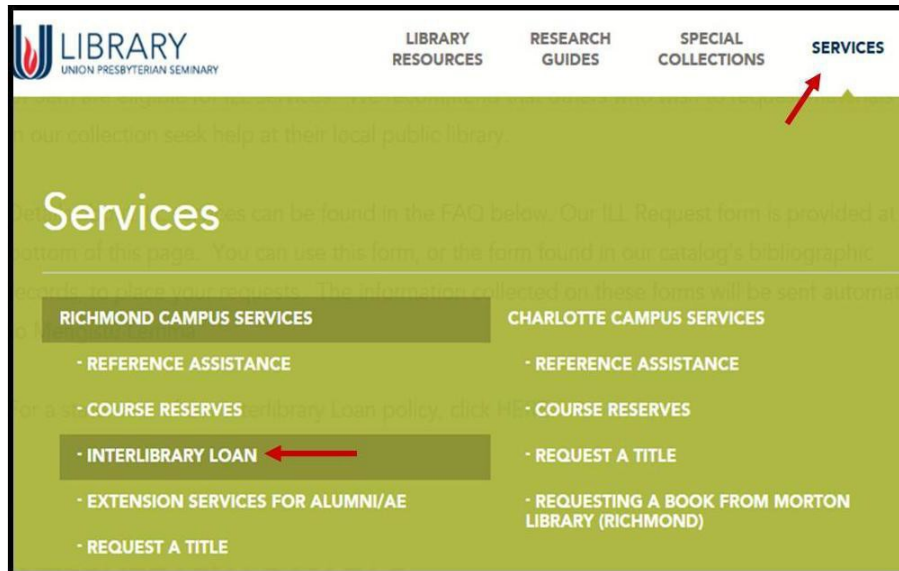 LIBRARY
UNION PRESBYTERIAN SEMINARY
LIBRARY
RESOURCES
RESEARCH
GUIDES
SPECIAL
COLLECTIONS
SERVICES
in our collection seek help at their local public library.
Services
can be found in the FAQ below. Our ILL Request form is provided at
bottom of this page. You can use this form, or the form found in our catalog's bibliographic
records, to place your requests. The information collected on these forms will be sent
RICHMOND CAMPUS SERVICES
- REFERENCE ASSISTANCE
- COURSE RESERVES
- INTERLIBRARY LOAN
- EXTENSION SERVICES FOR ALUMNI/AE
- REQUEST A TITLE
CHARLOTTE CAMPUS SERVICES
- REFERENCE ASSISTANCE
- COURSE RESERVES
- REQUEST A TITLE
- REQUESTING A BOOK FROM MORTON
LIBRARY (RICHMOND)
For a Interlibrary Loan policy, click